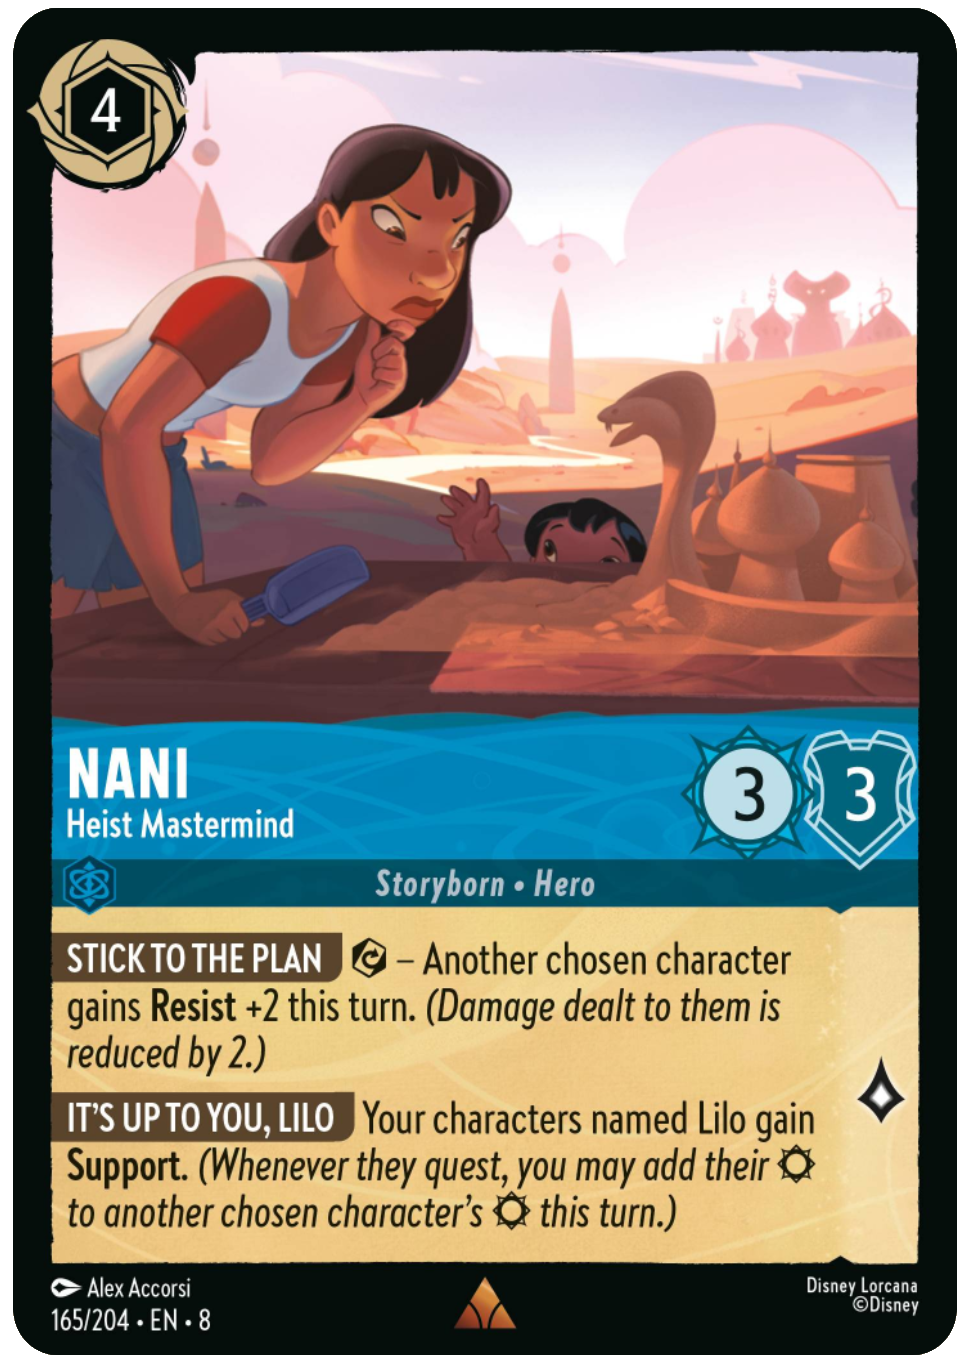 4
NANI
Heist Mastermind
3
3
Storyborn • Hero
STICK TO THE PLAN – Another chosen character
gains Resist +2 this turn. (Damage dealt to them is
reduced by 2.)
IT'S UP TO YOU, LILO Your characters named Lilo gain
Support. (Whenever they quest, you may add their
to another chosen character's this turn.)
Alex Accorsi
165/204 • EN • 8
Disney Lorcana
©Disney